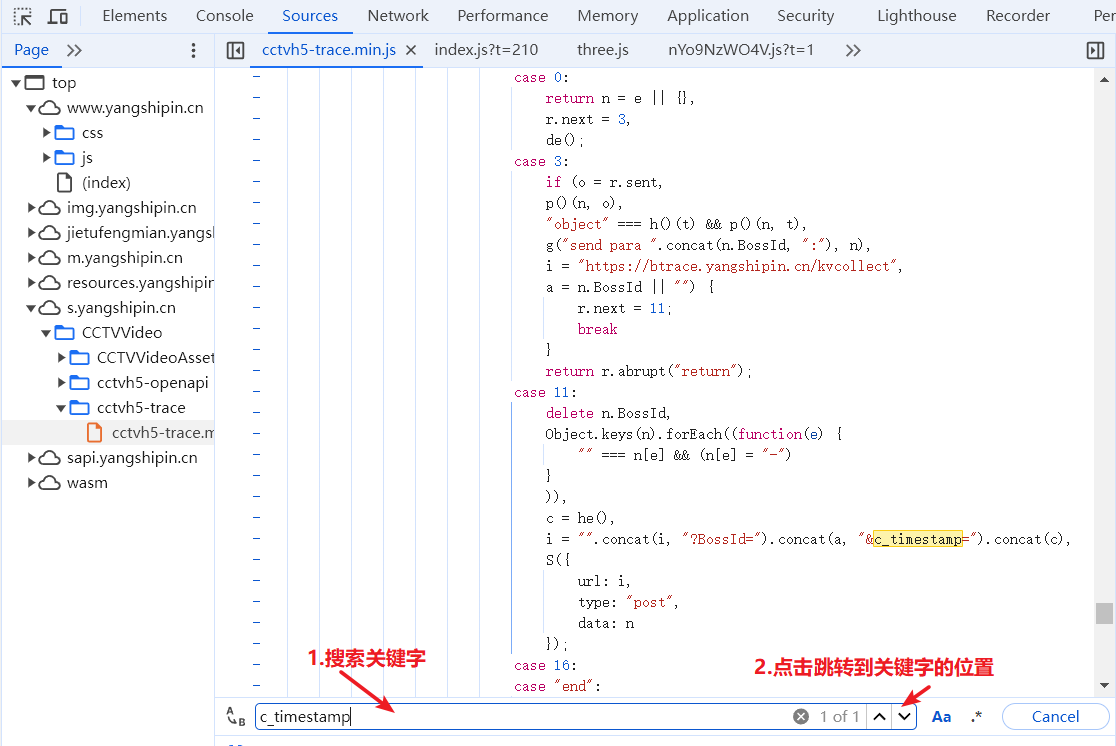 Elements Console Sources Network Performance Memory Application Security Lighthouse Recorder Per
Page cctvh5-trace.min.js index.js?t=210 three.js nYo9NzWO4V.js?t=1
top
www.yangshipin.cn
css
js
(index)
img.yangshipin.cn
jietufengmian.yangsh
m.yangshipin.cn
resources.yangshipin
s.yangshipin.cn
CCTVVideo
CCTVVideoAsset
cctvh5-openapi
cctvh5-trace
cctvh5-trace.m
sapi.yangshipin.cn
wasm
case 0:
return n = e || {},
r.next = 3,
de();
case 3:
if (o = r.sent,
p()(n, o),
"object" === h()(t) && p()(n, t),
g("send para ".concat(n.BossId, ":"), n),
i = "https://btrace.yangshipin.cn/kvcollect",
a = n.BossId || "") {
r.next = 11;
break
}
return r.abrupt("return");
case 11:
delete n.BossId,
Object.keys(n).forEach((function(e) {
"" === n[e] && (n[e] = "-")
}
)),
c = he(),
i = "".concat(i, "?BossId=").concat(a, "&c_timestamp=").concat(c),
S({
url: i,
type: "post",
data: n
});
case 16:
case "end":
1.搜索关键字
2.点击跳转到关键字的位置
A B c_timestamp 1 of 1 Aa .* Cancel